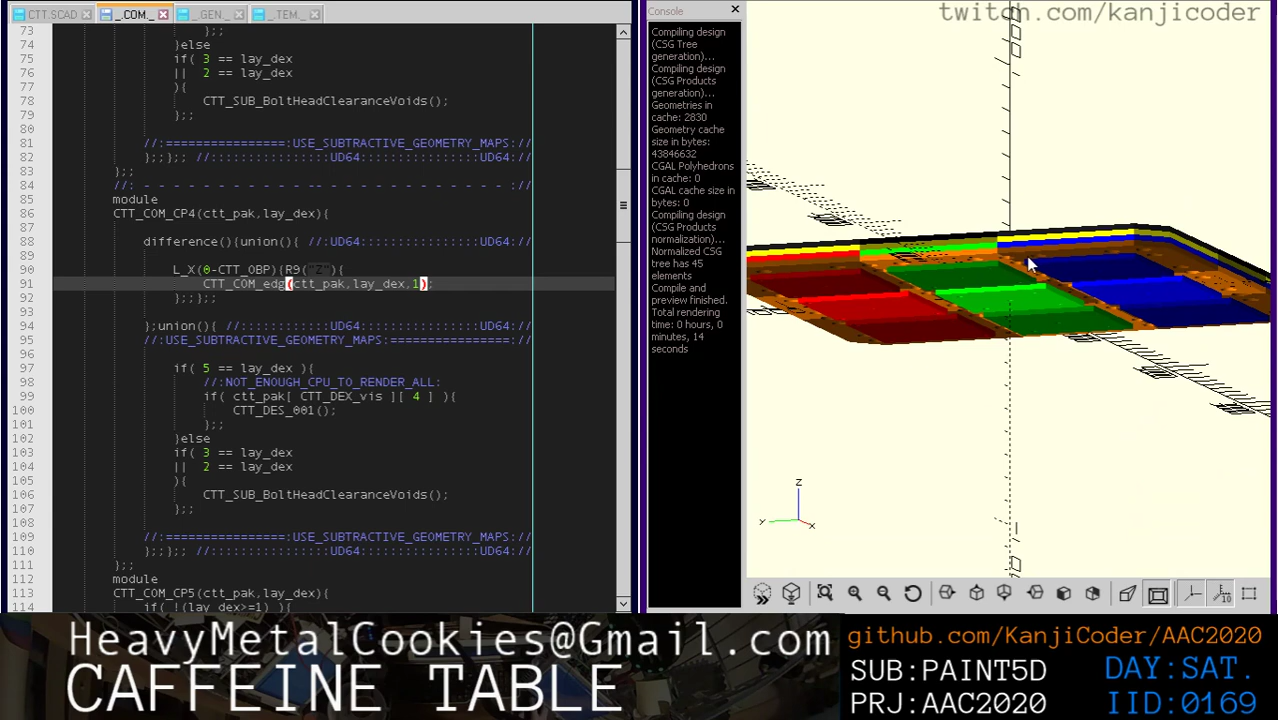 CTT.SCAD _.COM._ _.GEN._ _.TEM._
73 };;
74 }else
75 if( 3 == lay_dex
76 || 2 == lay_dex
77 ){
78 CTT_SUB_BoltHeadClearanceVoids();
79 };;
80
81 //:================:USE_SUBTRACTIVE_GEOMETRY_MAPS://
82 };;};; //::::::::::::::::UD64::::::::::::::::UD64://
83 };;
84 //: - - - - - - - - - - -- - - - - - - - - - - - - ://
85 module
86 CTT_COM_CP4(ctt_pak,lay_dex){
87
88 difference(){union(){ //:UD64::::::::::::::::UD64://
89
90 L_X(0-CTT_OBP){R9("Z"){
91 CTT_COM_edg(ctt_pak,lay_dex,1);
92 };;};;
93
94 };union(){ //::::::::::::UD64::::::::::::::::UD64://
95 //:USE_SUBTRACTIVE_GEOMETRY_MAPS:================://
96
97 if( 5 == lay_dex ){
98 //:NOT_ENOUGH_CPU_TO_RENDER_ALL:
99 if( ctt_pak[ CTT_DEX_vis ][ 4 ] ){
100 CTT_DES_001();
101 };;
102 }else
103 if( 3 == lay_dex
104 || 2 == lay_dex
105 ){
106 CTT_SUB_BoltHeadClearanceVoids();
107 };;
108
109 //:================:USE_SUBTRACTIVE_GEOMETRY_MAPS://
110 };;};; //::::::::::::::::UD64::::::::::::::::UD64://
111 };;
112 module
113 CTT_COM_CP5(ctt_pak,lay_dex){
114 if( !(lay_dex>=1) ){
Console
Compiling design
(CSG Tree
generation)...
Compiling design
(CSG Products
generation)...
Geometries in
cache: 2830
Geometry cache
size in bytes:
43846632
CGAL Polyhedrons
in cache: 0
CGAL cache size in
bytes: 0
Compiling design
(CSG Products
normalization)...
Normalized CSG
tree has 45
elements
Compile and
preview finished.
Total rendering
time: 0 hours, 0
minutes, 14
seconds
twitch.com/kanjicoder
Z
Y
X
10
HeavyMetalCookies@Gmail.com
CAFFEINE TABLE
github.com/KanjiCoder/AAC2020
SUB:PAINT5D DAY:SAT.
PRJ:AAC2020 IID:0169